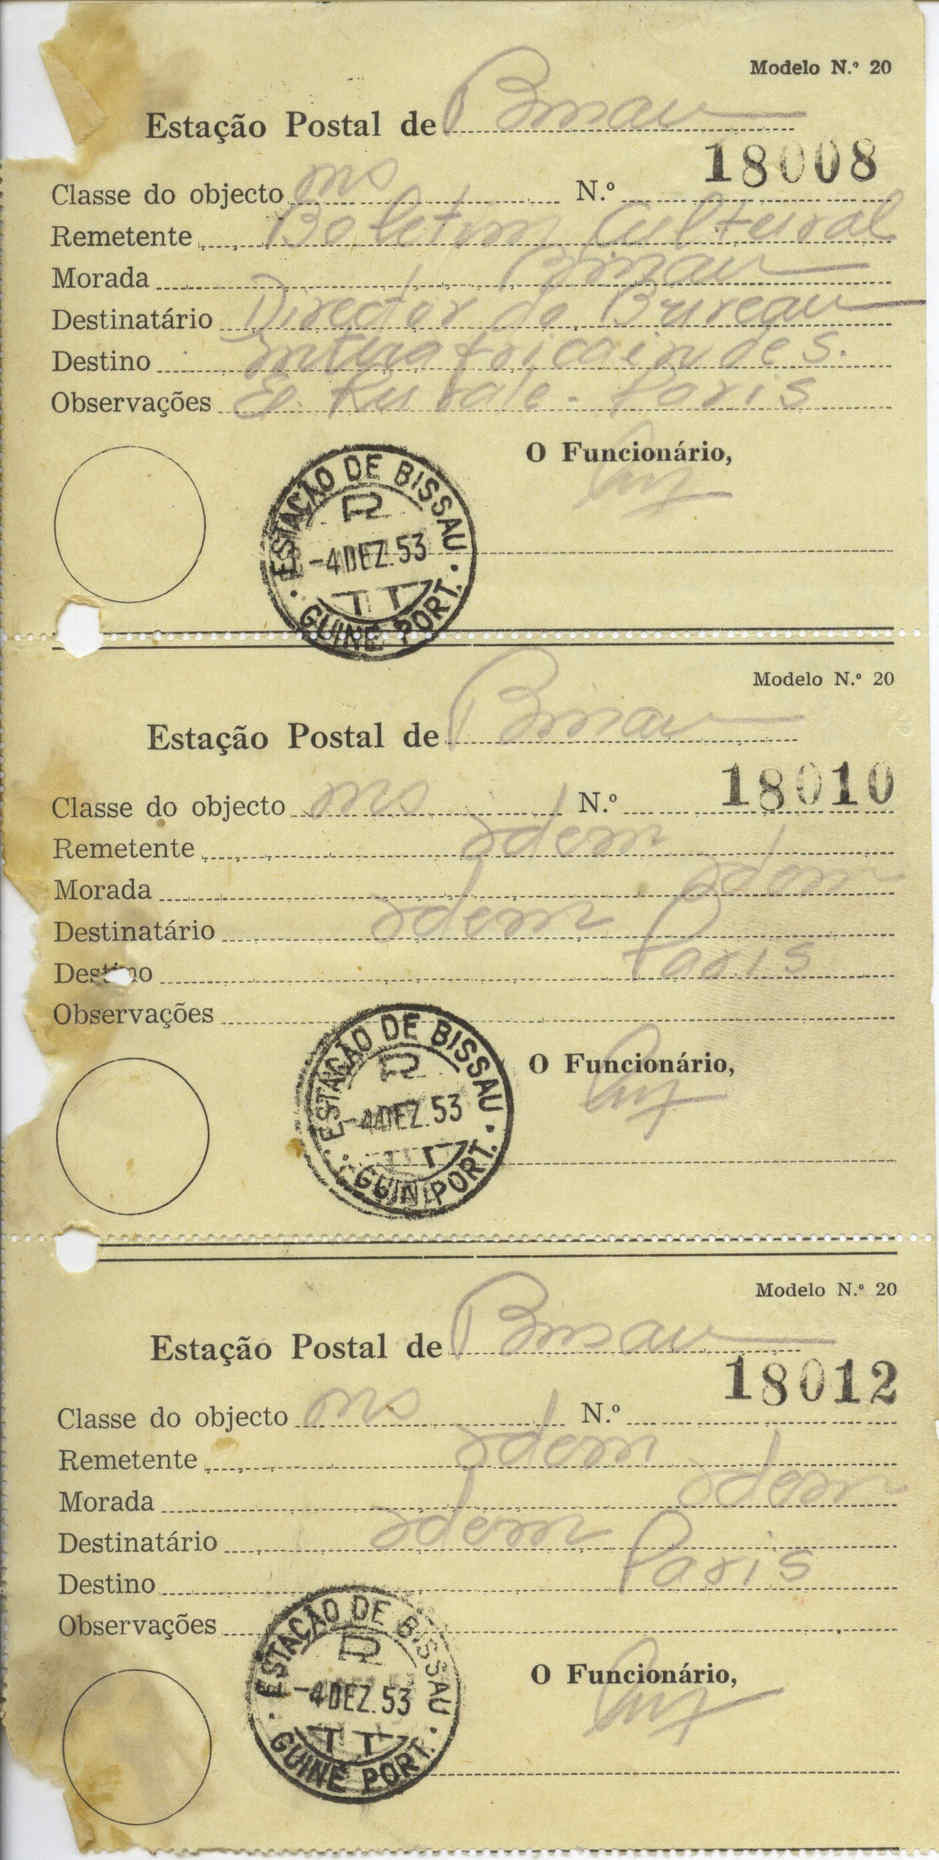 Modelo N.º 20
Estação Postal de Bissau
18008
Classe do objecto ms N.º
Remetente Boletim Cultural
Morada Bissau
Destinatário Director do Bureau
Destino Interafricain des
Observações E. Rurale - Paris
O Funcionário,
ESTAÇÃO DE BISSAU
R
-4 DEZ. 53
GUINÉ PORT.
Modelo N.º 20
Estação Postal de Bissau
18010
Classe do objecto ms N.º
Remetente idem
Morada idem
Destinatário idem
Destino Paris
Observações
O Funcionário,
ESTAÇÃO DE BISSAU
R
-4 DEZ. 53
GUINÉ PORT.
Modelo N.º 20
Estação Postal de Bissau
18012
Classe do objecto ms N.º
Remetente idem
Morada idem
Destinatário idem
Destino Paris
Observações
O Funcionário,
ESTAÇÃO DE BISSAU
R
-4 DEZ. 53
GUINÉ PORT.